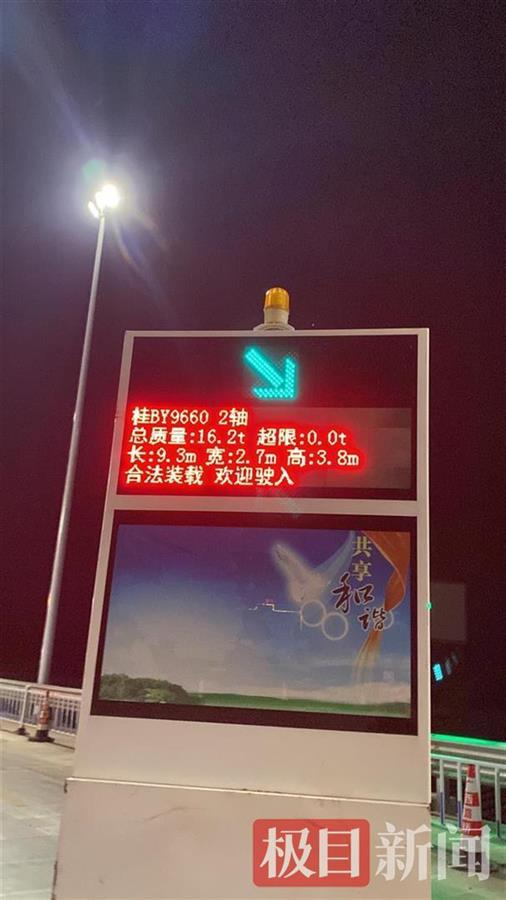 桂BY9660 2轴
总质量:16.2t 超限:0.0t
长:9.3m 宽:2.7m 高:3.8m
合法装载 欢迎驶入
共享
和谐
极目新闻